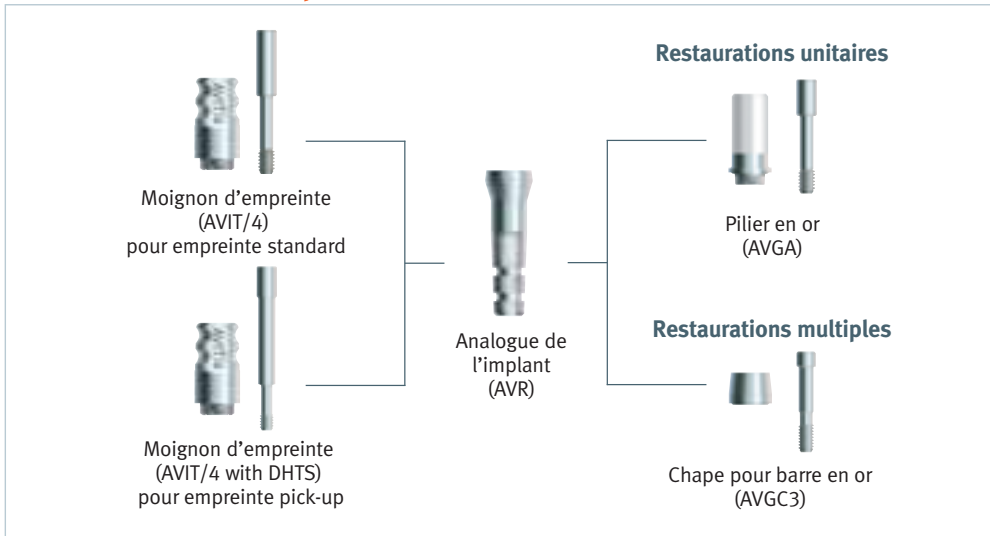 Moignon d'empreinte
(AVIT/4)
pour empreinte standard
Moignon d'empreinte
(AVIT/4 with DHTS)
pour empreinte pick-up
Analogue de
l'implant
(AVR)
Restaurations unitaires
Pilier en or
(AVGA)
Restaurations multiples
Chape pour barre en or
(AVGC3)